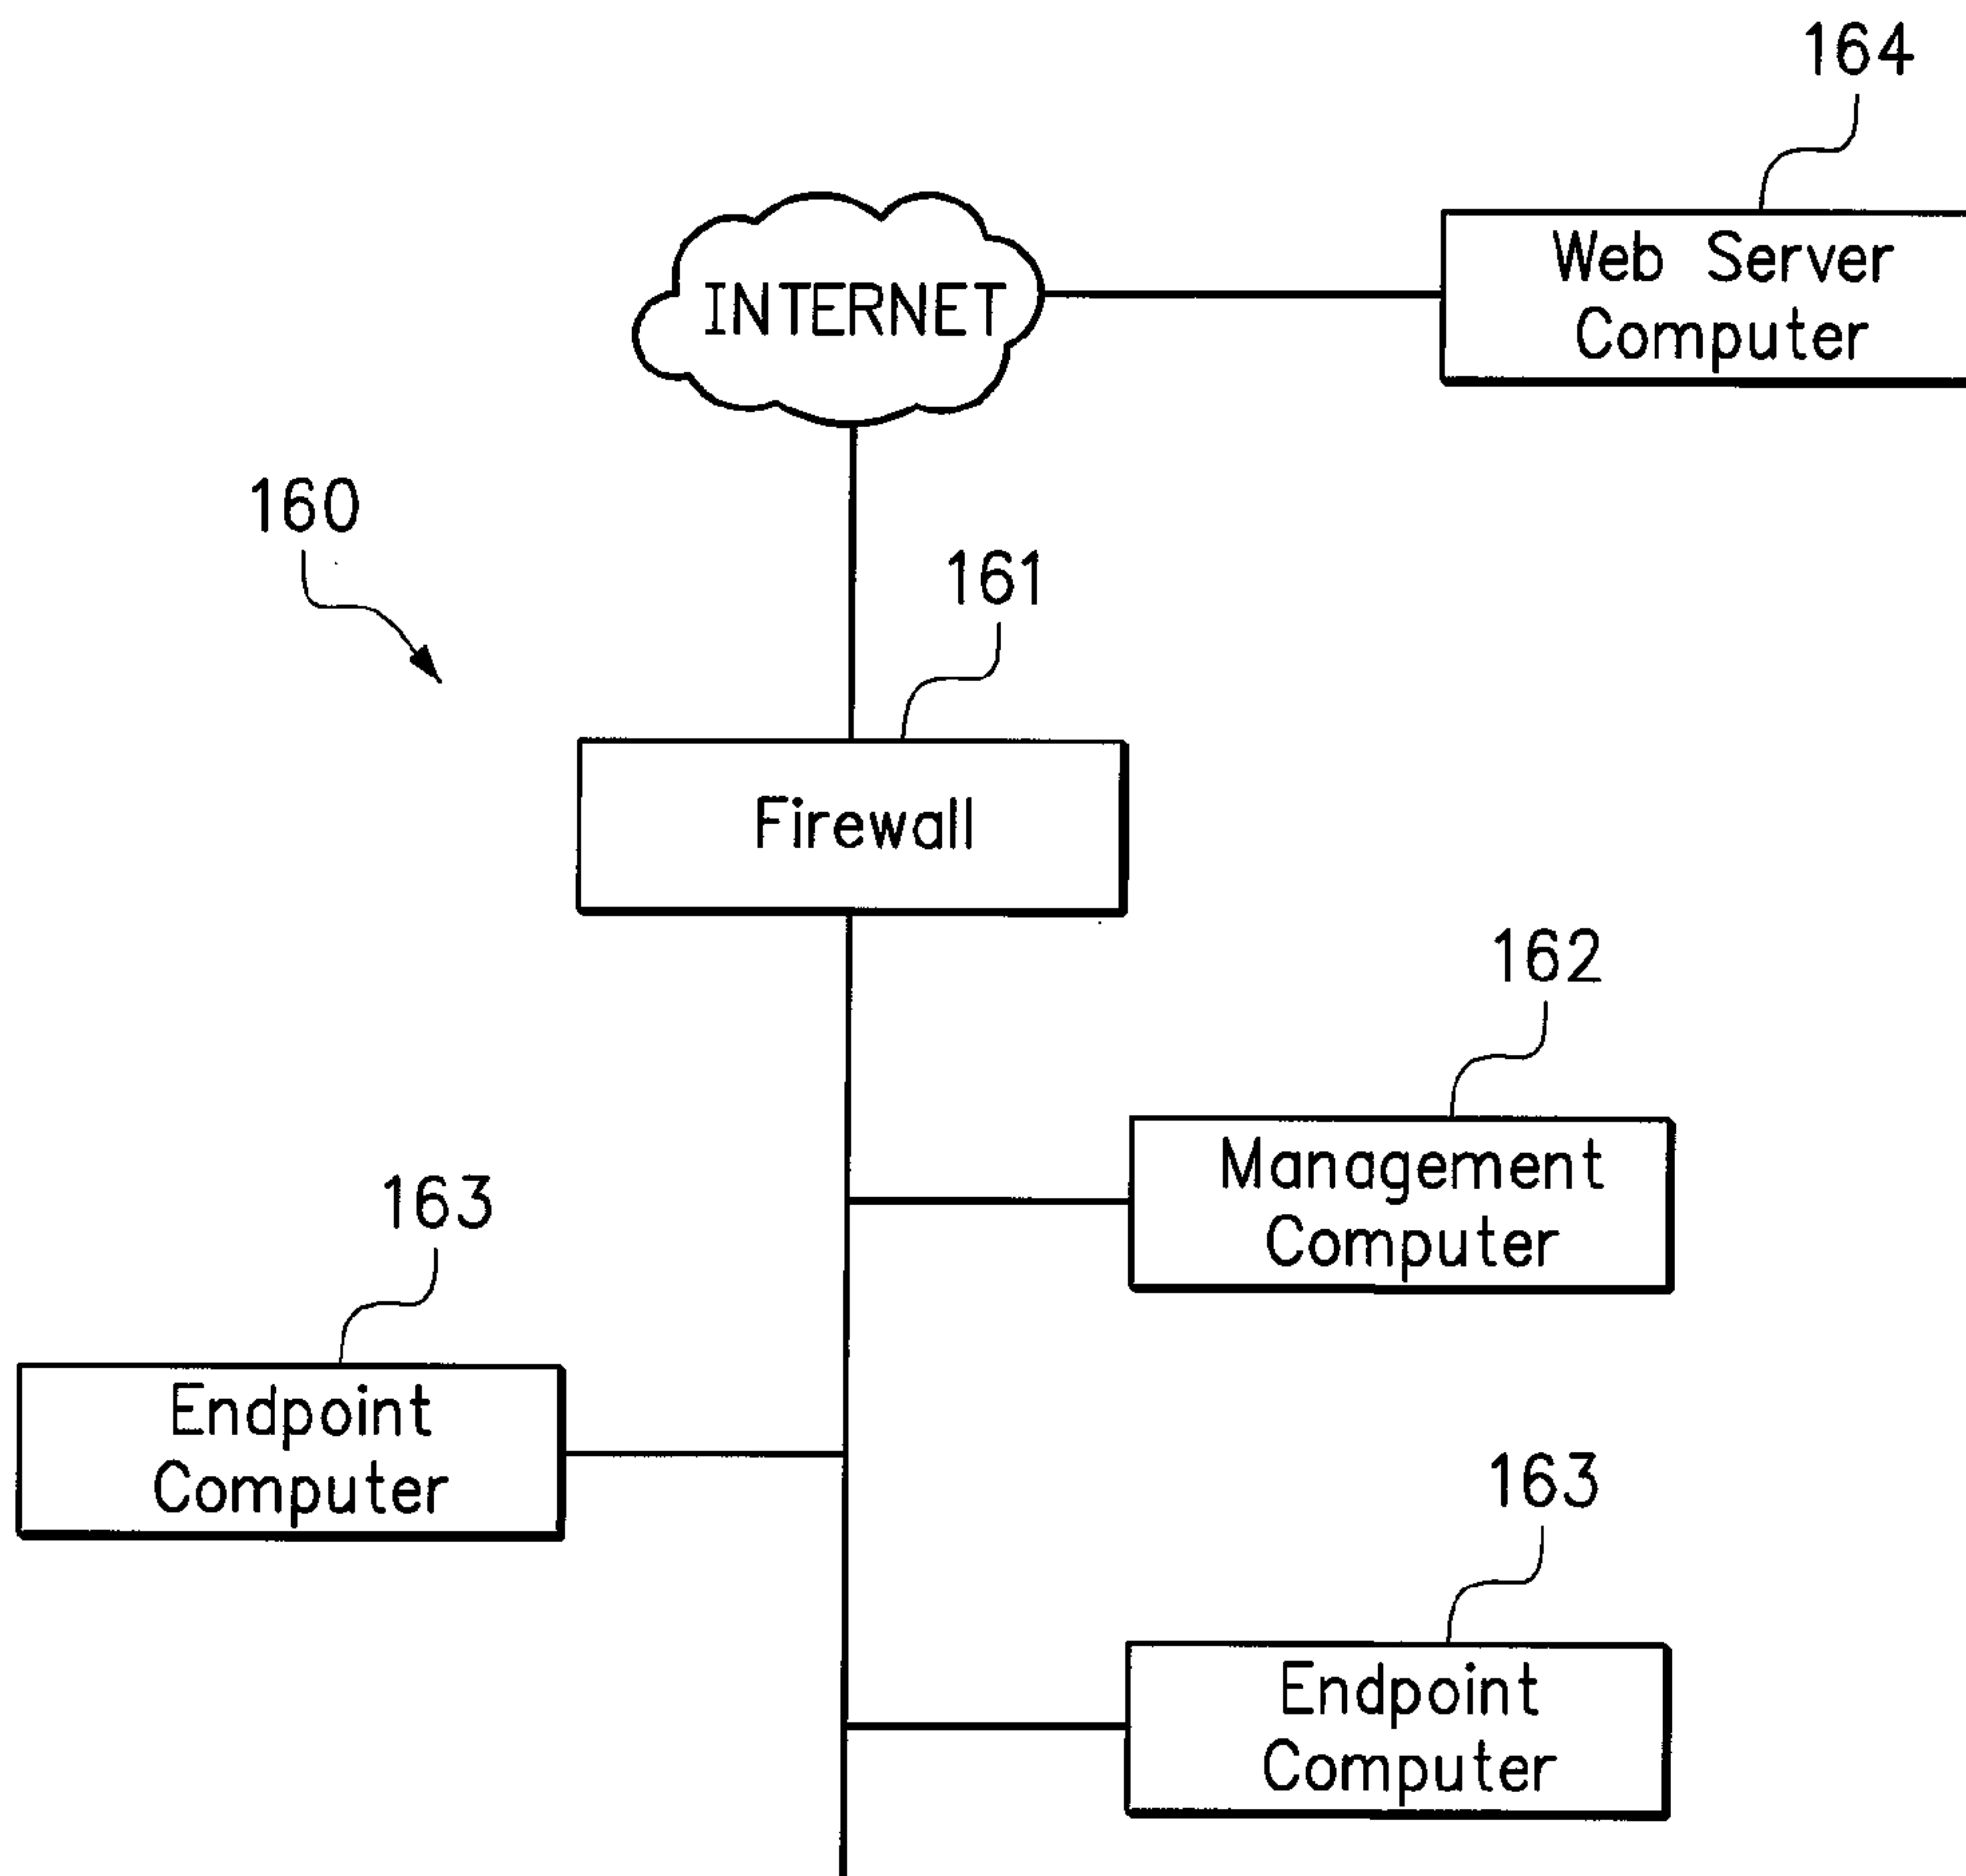 164
Web Server
Computer
INTERNET
160
161
Firewall
162
Management
Computer
163
Endpoint
Computer
163
Endpoint
Computer